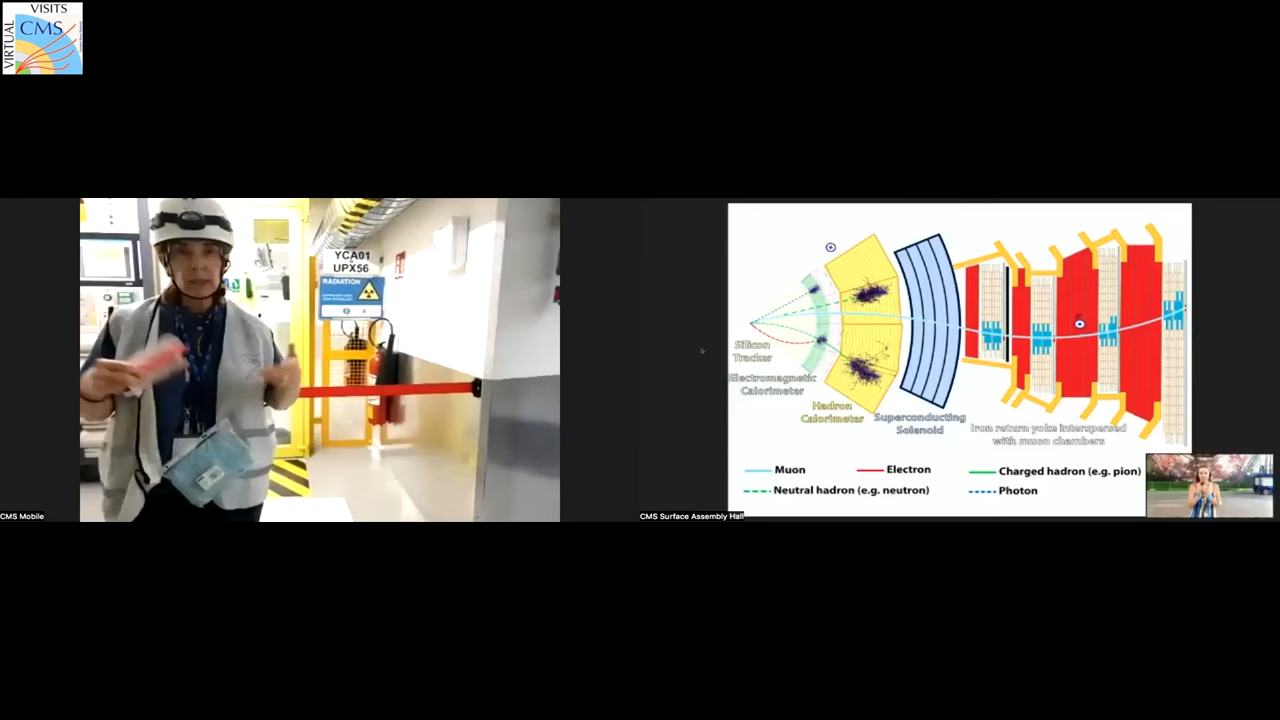 VISITS
CMS
VIRTUAL
YCA01
UPX56
RADIATION
CMS Mobile
Silicon
Tracker
Electromagnetic
Calorimeter
Hadron
Calorimeter
Superconducting
Solenoid
Iron return yoke interspersed
with muon chambers
Muon
Electron
Charged hadron (e.g. pion)
Neutral hadron (e.g. neutron)
Photon
CMS Surface Assembly Hall